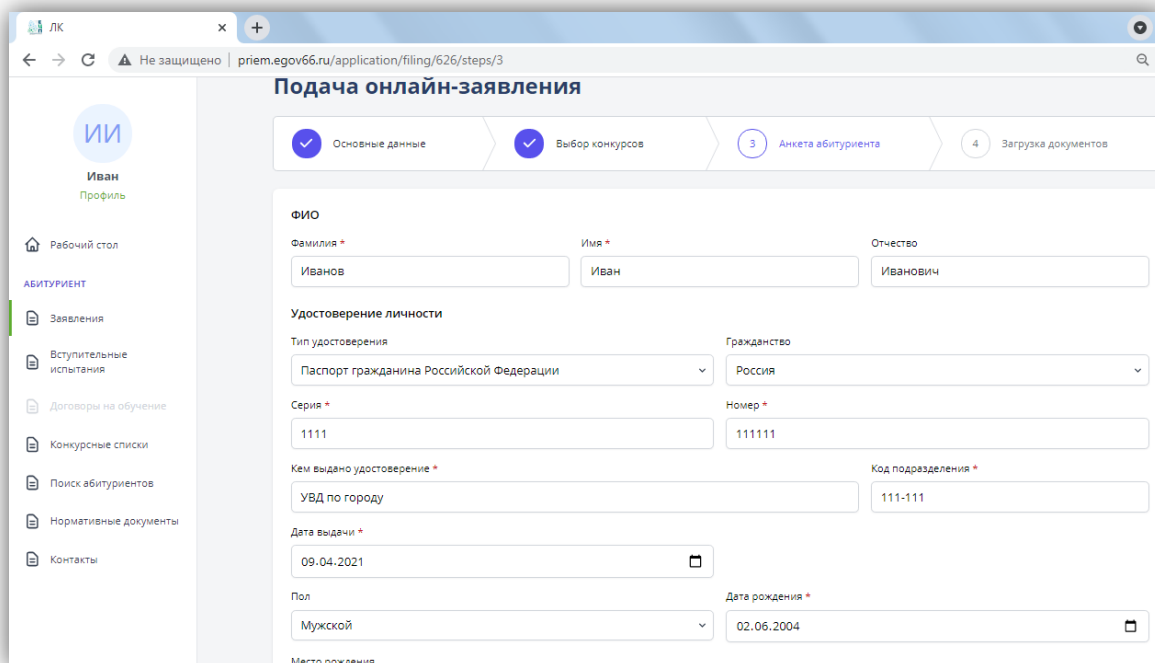 ЛК
Не защищено | priem.egov66.ru/application/filing/626/steps/3
Подача онлайн-заявления
Основные данные
Выбор конкурсов
3 Анкета абитуриента
4 Загрузка документов
ИИ
Иван
Профиль
Рабочий стол
АБИТУРИЕНТ
Заявления
Вступительные
испытания
Договоры на обучение
Конкурсные списки
Поиск абитуриентов
Нормативные документы
Контакты
ФИО
Фамилия * Имя * Отчество
Иванов Иван Иванович
Удостоверение личности
Тип удостоверения Гражданство
Паспорт гражданина Российской Федерации Россия
Серия * Номер *
1111 111111
Кем выдано удостоверение * Код подразделения *
УВД по городу 111-111
Дата выдачи *
09.04.2021
Пол Дата рождения *
Мужской 02.06.2004
Место рождения